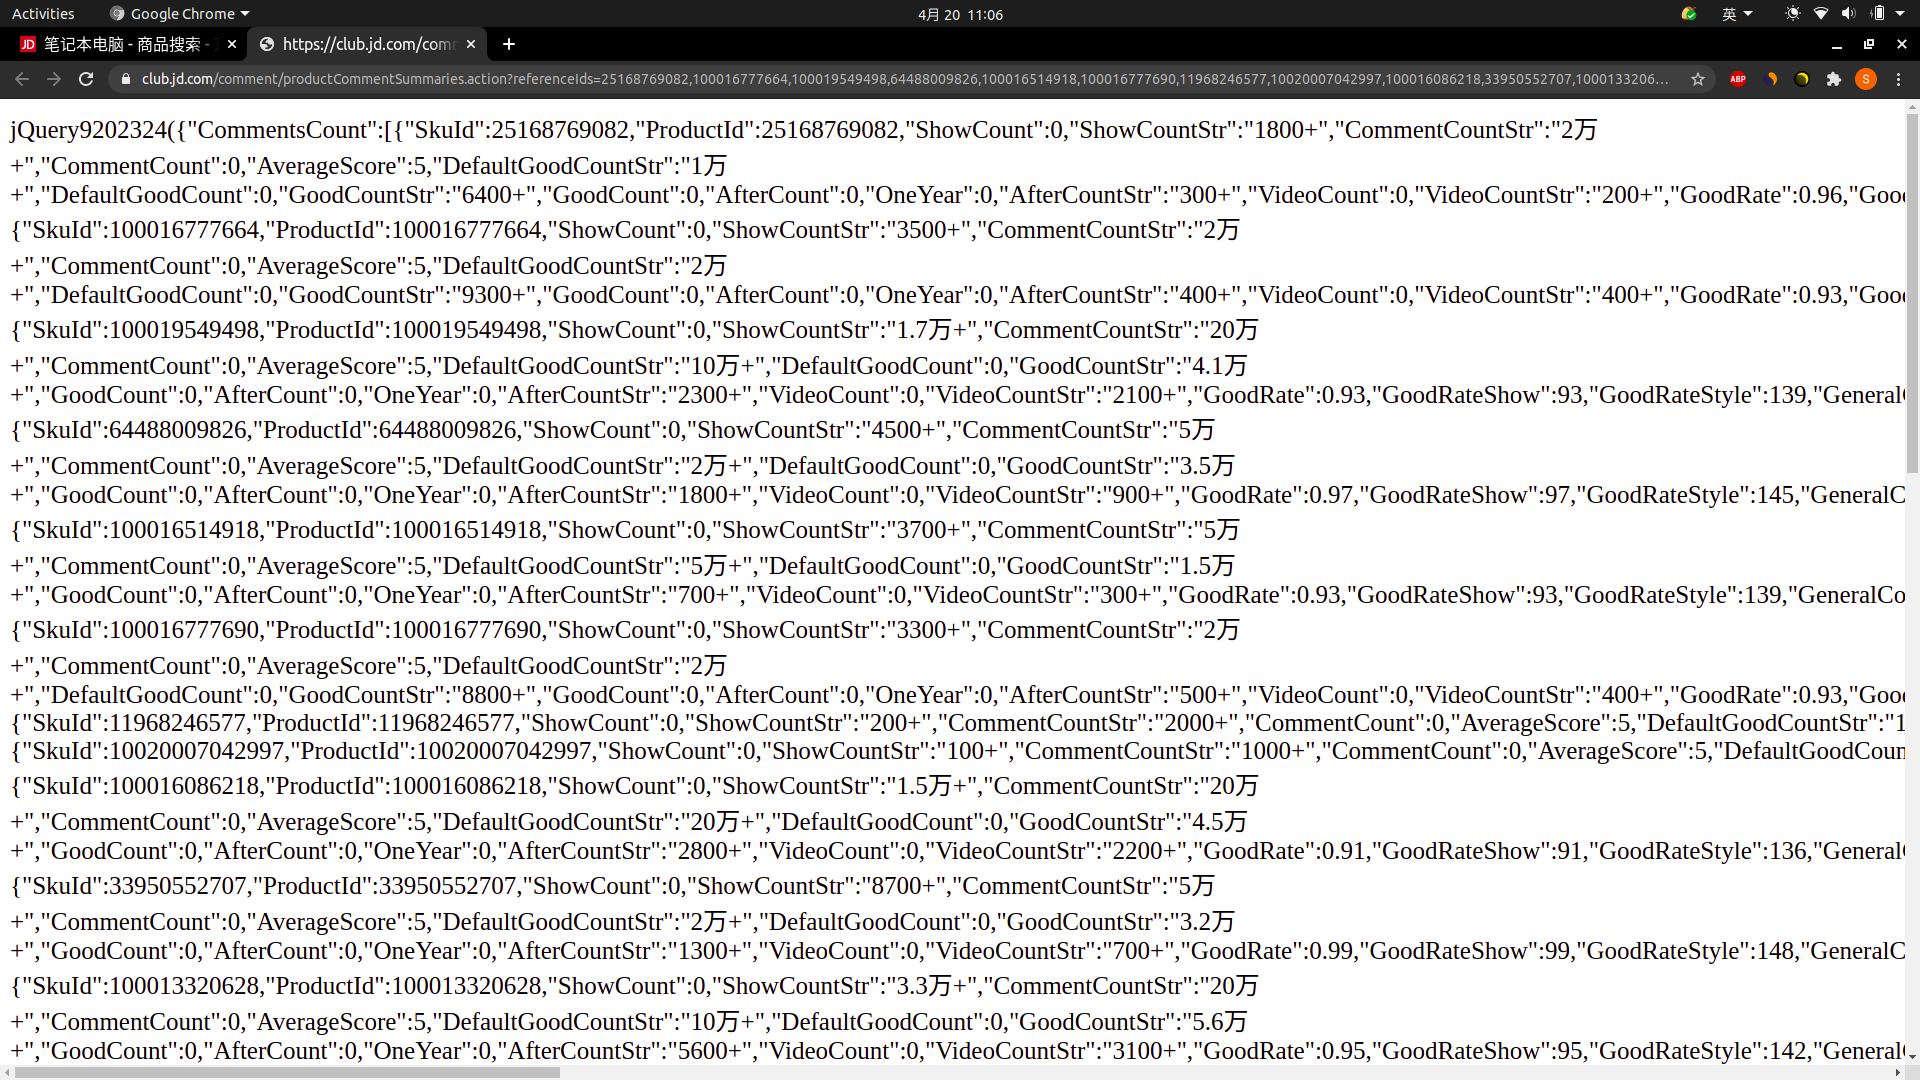 Activities
Google Chrome
4月 20 11:06
英
JD 笔记本电脑 - 商品搜索 -
https://club.jd.com/com
club.jd.com/comment/productCommentSummaries.action?referenceIds=25168769082,100016777664,100019549498,64488009826,100016514918,100016777690,11968246577,10020007042997,100016086218,33950552707,1000133206…
ABP
S
jQuery9202324({"CommentsCount":[{"SkuId":25168769082,"ProductId":25168769082,"ShowCount":0,"ShowCountStr":"1800+","CommentCountStr":"2万
+","CommentCount":0,"AverageScore":5,"DefaultGoodCountStr":"1万
+","DefaultGoodCount":0,"GoodCountStr":"6400+","GoodCount":0,"AfterCount":0,"OneYear":0,"AfterCountStr":"300+","VideoCount":0,"VideoCountStr":"200+","GoodRate":0.96,"Goo
{"SkuId":100016777664,"ProductId":100016777664,"ShowCount":0,"ShowCountStr":"3500+","CommentCountStr":"2万
+","CommentCount":0,"AverageScore":5,"DefaultGoodCountStr":"2万
+","DefaultGoodCount":0,"GoodCountStr":"9300+","GoodCount":0,"AfterCount":0,"OneYear":0,"AfterCountStr":"400+","VideoCount":0,"VideoCountStr":"400+","GoodRate":0.93,"Goo
{"SkuId":100019549498,"ProductId":100019549498,"ShowCount":0,"ShowCountStr":"1.7万+","CommentCountStr":"20万
+","CommentCount":0,"AverageScore":5,"DefaultGoodCountStr":"10万+","DefaultGoodCount":0,"GoodCountStr":"4.1万
+","GoodCount":0,"AfterCount":0,"OneYear":0,"AfterCountStr":"2300+","VideoCount":0,"VideoCountStr":"2100+","GoodRate":0.93,"GoodRateShow":93,"GoodRateStyle":139,"General
{"SkuId":64488009826,"ProductId":64488009826,"ShowCount":0,"ShowCountStr":"4500+","CommentCountStr":"5万
+","CommentCount":0,"AverageScore":5,"DefaultGoodCountStr":"2万+","DefaultGoodCount":0,"GoodCountStr":"3.5万
+","GoodCount":0,"AfterCount":0,"OneYear":0,"AfterCountStr":"1800+","VideoCount":0,"VideoCountStr":"900+","GoodRate":0.97,"GoodRateShow":97,"GoodRateStyle":145,"GeneralC
{"SkuId":100016514918,"ProductId":100016514918,"ShowCount":0,"ShowCountStr":"3700+","CommentCountStr":"5万
+","CommentCount":0,"AverageScore":5,"DefaultGoodCountStr":"5万+","DefaultGoodCount":0,"GoodCountStr":"1.5万
+","GoodCount":0,"AfterCount":0,"OneYear":0,"AfterCountStr":"700+","VideoCount":0,"VideoCountStr":"300+","GoodRate":0.93,"GoodRateShow":93,"GoodRateStyle":139,"GeneralCo
{"SkuId":100016777690,"ProductId":100016777690,"ShowCount":0,"ShowCountStr":"3300+","CommentCountStr":"2万
+","CommentCount":0,"AverageScore":5,"DefaultGoodCountStr":"2万
+","DefaultGoodCount":0,"GoodCountStr":"8800+","GoodCount":0,"AfterCount":0,"OneYear":0,"AfterCountStr":"500+","VideoCount":0,"VideoCountStr":"400+","GoodRate":0.93,"Goo
{"SkuId":11968246577,"ProductId":11968246577,"ShowCount":0,"ShowCountStr":"200+","CommentCountStr":"2000+","CommentCount":0,"AverageScore":5,"DefaultGoodCountStr":"1
{"SkuId":10020007042997,"ProductId":10020007042997,"ShowCount":0,"ShowCountStr":"100+","CommentCountStr":"1000+","CommentCount":0,"AverageScore":5,"DefaultGoodCoun
{"SkuId":100016086218,"ProductId":100016086218,"ShowCount":0,"ShowCountStr":"1.5万+","CommentCountStr":"20万
+","CommentCount":0,"AverageScore":5,"DefaultGoodCountStr":"20万+","DefaultGoodCount":0,"GoodCountStr":"4.5万
+","GoodCount":0,"AfterCount":0,"OneYear":0,"AfterCountStr":"2800+","VideoCount":0,"VideoCountStr":"2200+","GoodRate":0.91,"GoodRateShow":91,"GoodRateStyle":136,"General
{"SkuId":33950552707,"ProductId":33950552707,"ShowCount":0,"ShowCountStr":"8700+","CommentCountStr":"5万
+","CommentCount":0,"AverageScore":5,"DefaultGoodCountStr":"2万+","DefaultGoodCount":0,"GoodCountStr":"3.2万
+","GoodCount":0,"AfterCount":0,"OneYear":0,"AfterCountStr":"1300+","VideoCount":0,"VideoCountStr":"700+","GoodRate":0.99,"GoodRateShow":99,"GoodRateStyle":148,"GeneralC
{"SkuId":100013320628,"ProductId":100013320628,"ShowCount":0,"ShowCountStr":"3.3万+","CommentCountStr":"20万
+","CommentCount":0,"AverageScore":5,"DefaultGoodCountStr":"10万+","DefaultGoodCount":0,"GoodCountStr":"5.6万
+","GoodCount":0,"AfterCount":0,"OneYear":0,"AfterCountStr":"5600+","VideoCount":0,"VideoCountStr":"3100+","GoodRate":0.95,"GoodRateShow":95,"GoodRateStyle":142,"General